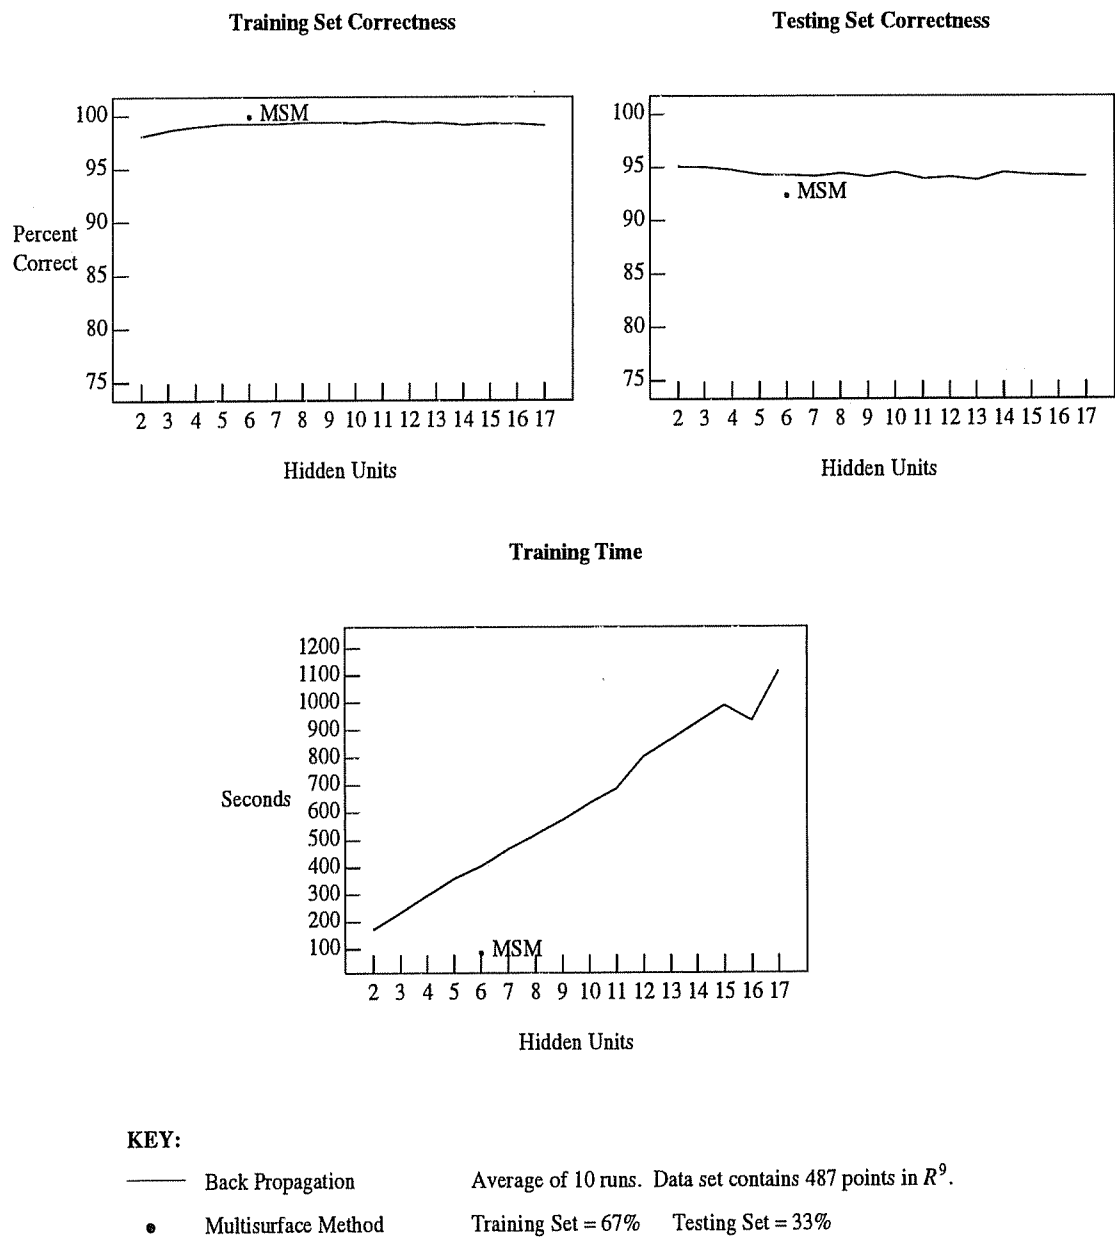 Training Set Correctness
Testing Set Correctness
100
95
90
85
80
75
Percent
Correct
MSM
2 3 4 5 6 7 8 9 10 11 12 13 14 15 16 17
Hidden Units
100
95
90
85
80
75
MSM
2 3 4 5 6 7 8 9 10 11 12 13 14 15 16 17
Hidden Units
Training Time
1200
1100
1000
900
800
700
600
500
400
300
200
100
Seconds
MSM
2 3 4 5 6 7 8 9 10 11 12 13 14 15 16 17
Hidden Units
KEY:
Back Propagation Average of 10 runs. Data set contains 487 points in R⁹.
Multisurface Method Training Set = 67% Testing Set = 33%